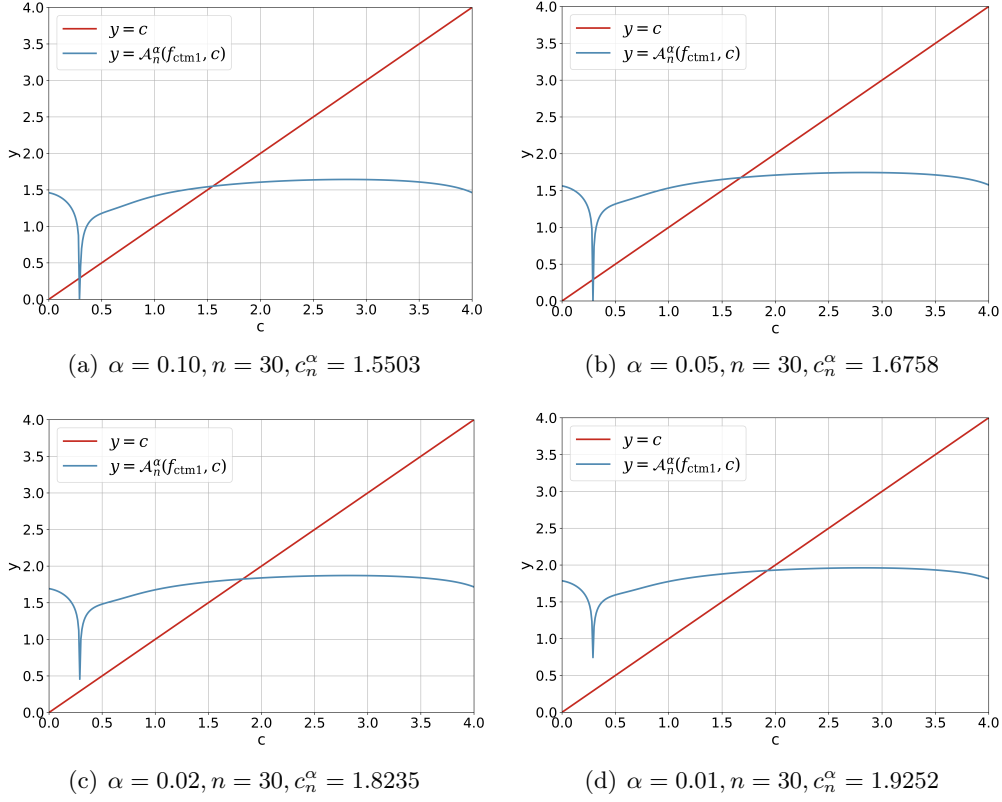 4.0
3.5
3.0
2.5
2.0
1.5
1.0
0.5
0.0
y
y = c
y = 𝒜ₙ^α(f_ctm1, c)
0.0 0.5 1.0 1.5 2.0 2.5 3.0 3.5 4.0
c
(a) α = 0.10, n = 30, cₙ^α = 1.5503
4.0
3.5
3.0
2.5
2.0
1.5
1.0
0.5
0.0
y
y = c
y = 𝒜ₙ^α(f_ctm1, c)
0.0 0.5 1.0 1.5 2.0 2.5 3.0 3.5 4.0
c
(b) α = 0.05, n = 30, cₙ^α = 1.6758
4.0
3.5
3.0
2.5
2.0
1.5
1.0
0.5
0.0
y
y = c
y = 𝒜ₙ^α(f_ctm1, c)
0.0 0.5 1.0 1.5 2.0 2.5 3.0 3.5 4.0
c
(c) α = 0.02, n = 30, cₙ^α = 1.8235
4.0
3.5
3.0
2.5
2.0
1.5
1.0
0.5
0.0
y
y = c
y = 𝒜ₙ^α(f_ctm1, c)
0.0 0.5 1.0 1.5 2.0 2.5 3.0 3.5 4.0
c
(d) α = 0.01, n = 30, cₙ^α = 1.9252